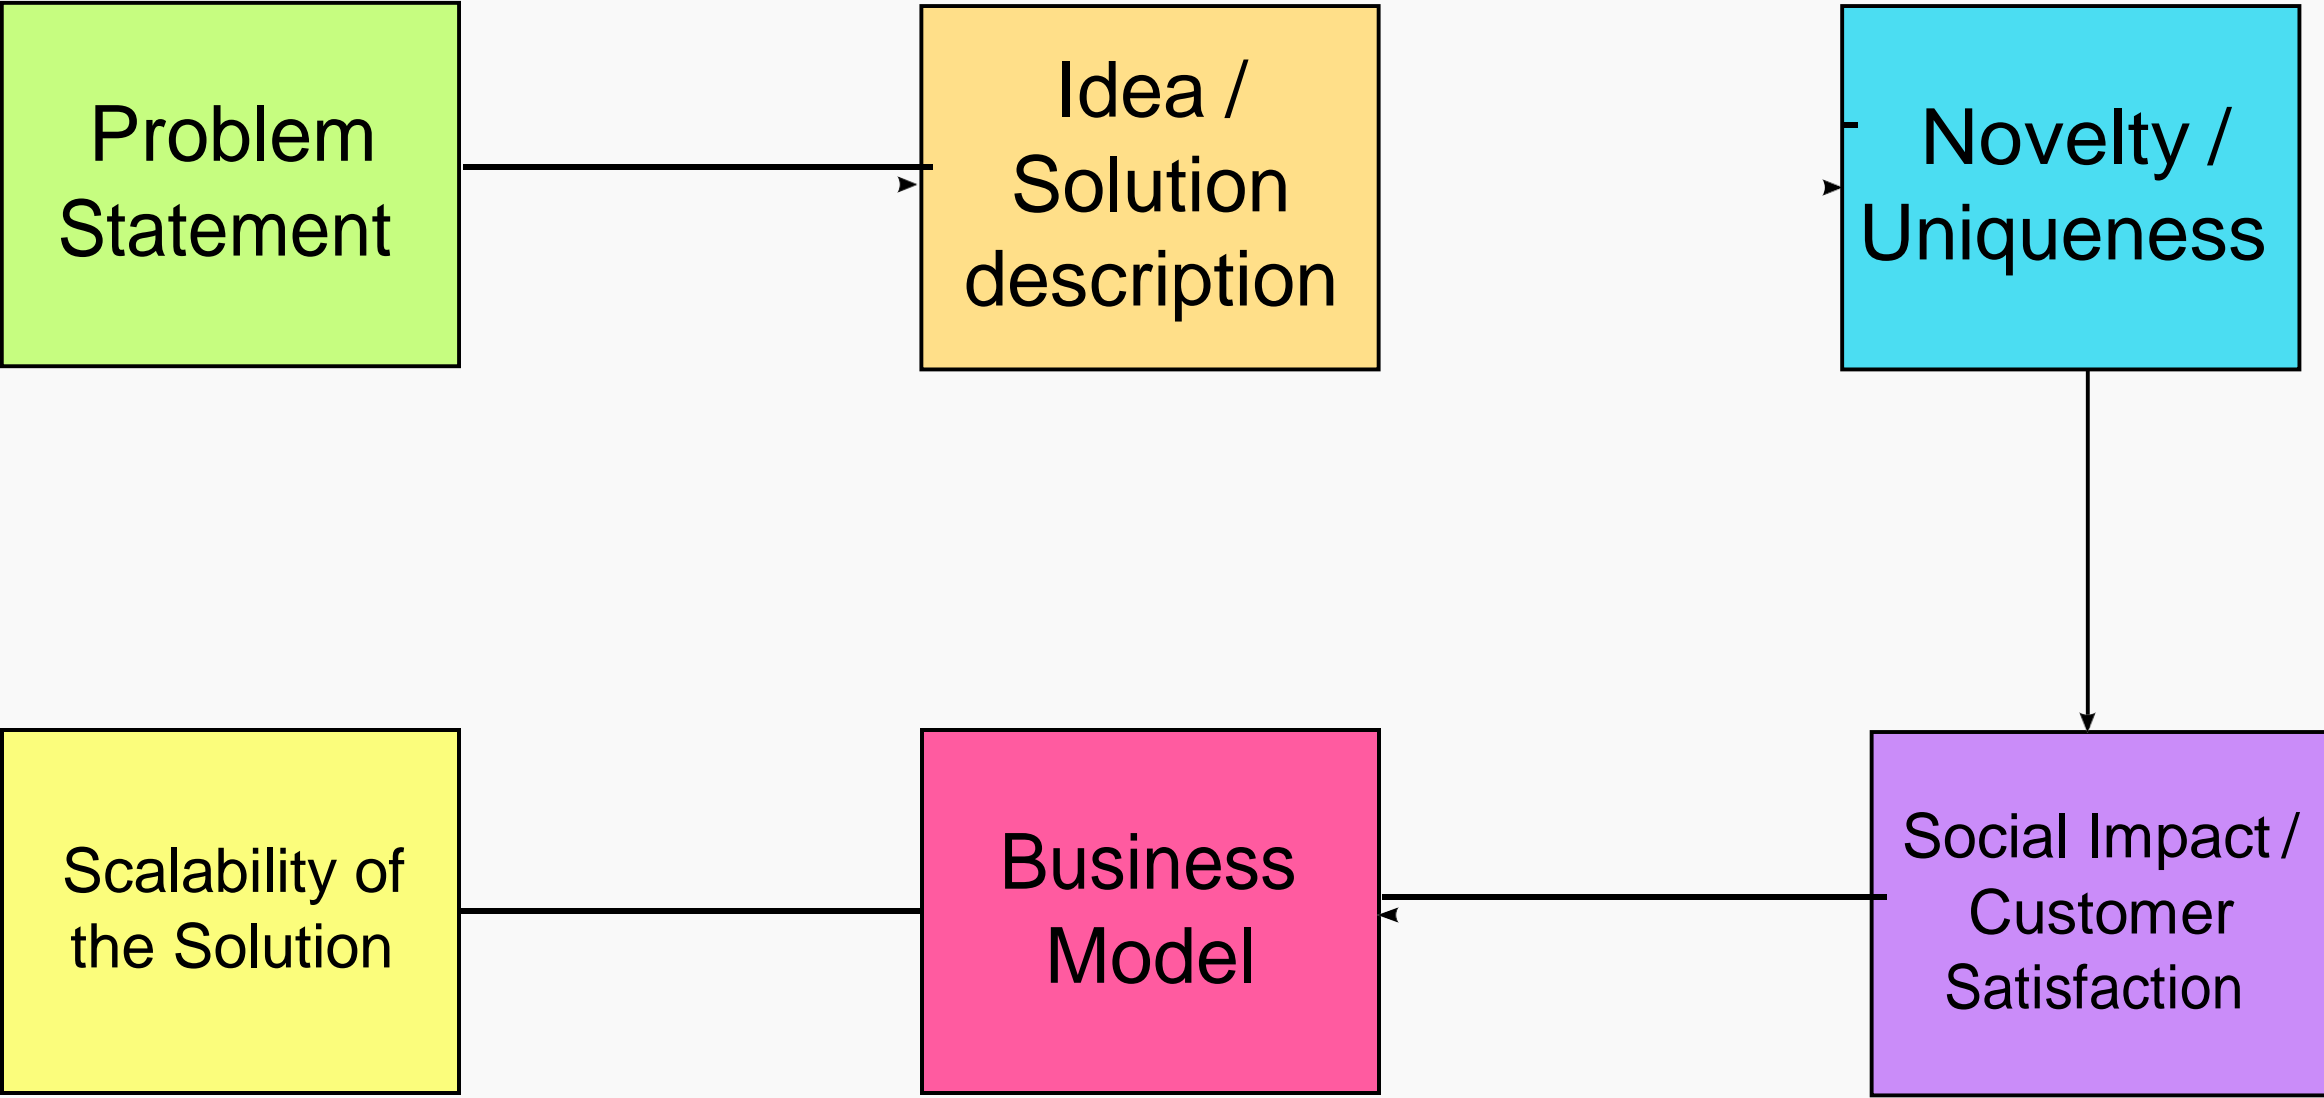 Problem
Statement
Idea /
Solution
description
Novelty /
Uniqueness
Scalability of
the Solution
Business
Model
Social Impact /
Customer
Satisfaction